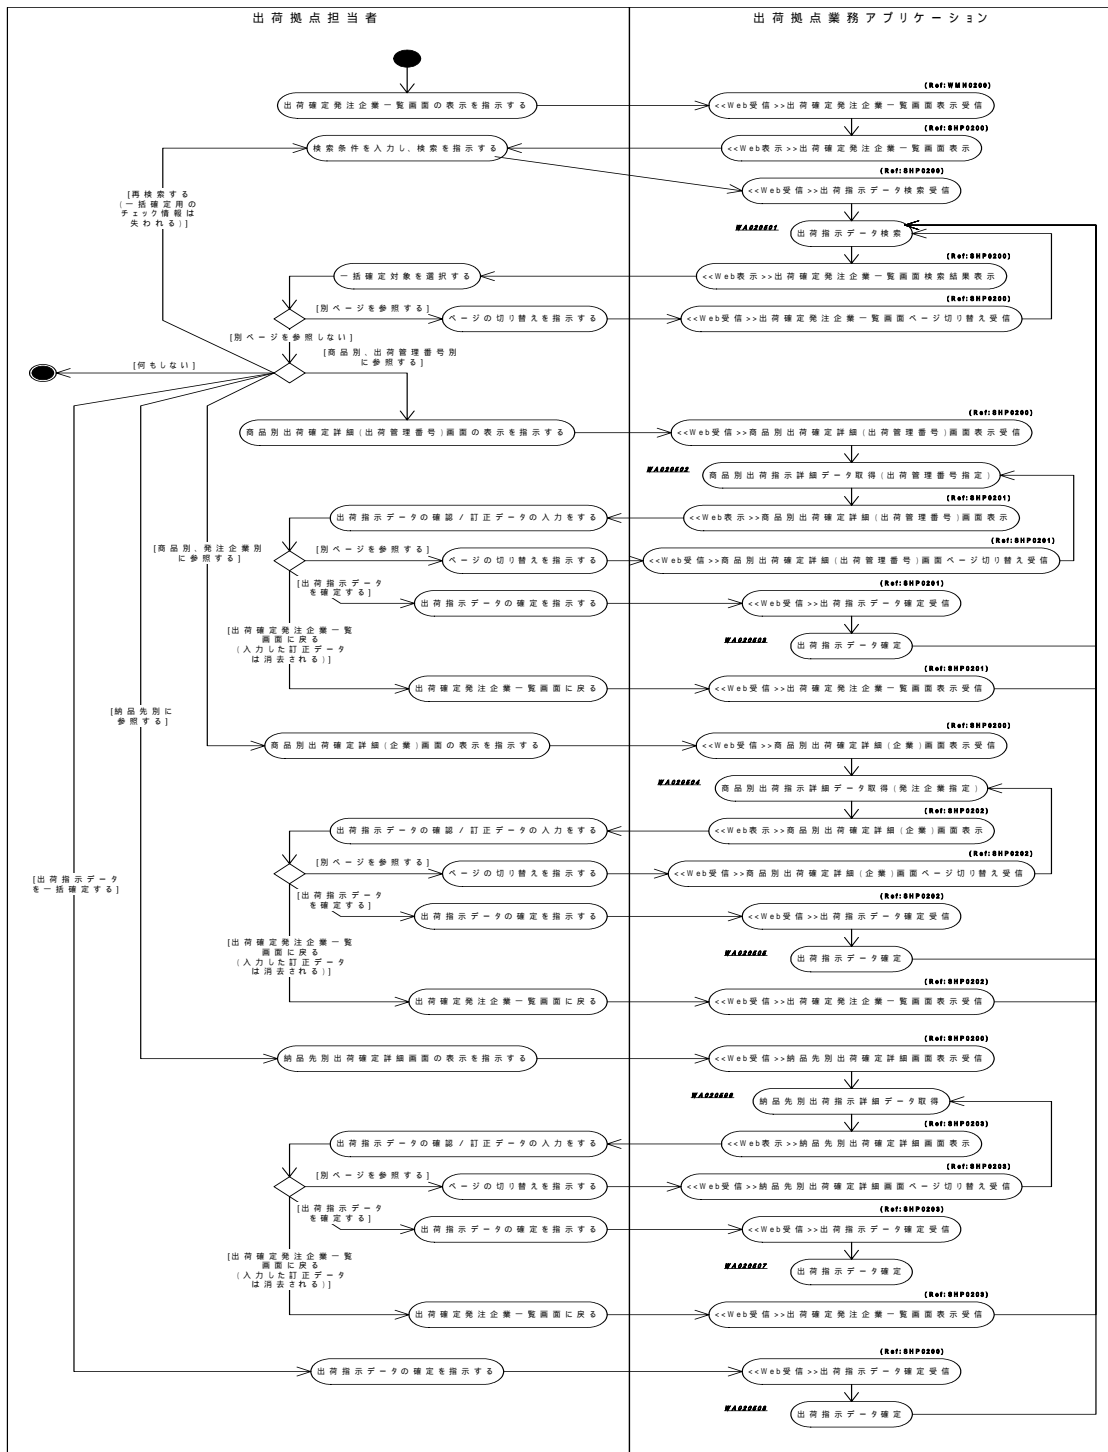 出荷拠点担当者
出荷拠点業務アプリケーション
(Ref:WMN0200)
出荷確定発注企業一覧画面の表示を指示する
<<Web受信>>出荷確定発注企業一覧画面表示受信
(Ref:SHP0200)
検索条件を入力し、検索を指示する
<<Web表示>>出荷確定発注企業一覧画面表示
(Ref:SHP0200)
<<Web受信>>出荷指示データ検索受信
[再検索する
(一括確定用の
チェック情報は
失われる)]
WA020501
出荷指示データ検索
(Ref:SHP0200)
一括確定対象を選択する
<<Web表示>>出荷確定発注企業一覧画面検索結果表示
(Ref:SHP0200)
[別ページを参照する]
ページの切り替えを指示する
<<Web受信>>出荷確定発注企業一覧画面ページ切り替え受信
[別ページを参照しない]
[商品別、出荷管理番号別
に参照する]
[何もしない]
(Ref:SHP0200)
商品別出荷確定詳細(出荷管理番号)画面の表示を指示する
<<Web受信>>商品別出荷確定詳細(出荷管理番号)画面表示受信
WA020502
商品別出荷指示詳細データ取得(出荷管理番号指定)
(Ref:SHP0201)
出荷指示データの確認/訂正データの入力をする
<<Web表示>>商品別出荷確定詳細(出荷管理番号)画面表示
(Ref:SHP0201)
[商品別、発注企業別
に参照する]
[別ページを参照する]
ページの切り替えを指示する
<<Web受信>>商品別出荷確定詳細(出荷管理番号)画面ページ切り替え受信
(Ref:SHP0201)
[出荷指示データ
を確定する]
出荷指示データの確定を指示する
<<Web受信>>出荷指示データ確定受信
[出荷確定発注企業一覧
画面に戻る
(入力した訂正データ
は消去される)]
WA020503
出荷指示データ確定
(Ref:SHP0201)
出荷確定発注企業一覧画面に戻る
<<Web受信>>出荷確定発注企業一覧画面表示受信
[納品先別に
参照する]
(Ref:SHP0200)
商品別出荷確定詳細(企業)画面の表示を指示する
<<Web受信>>商品別出荷確定詳細(企業)画面表示受信
WA020504
商品別出荷指示詳細データ取得(発注企業指定)
(Ref:SHP0202)
出荷指示データの確認/訂正データの入力をする
<<Web表示>>商品別出荷確定詳細(企業)画面表示
(Ref:SHP0202)
[別ページを参照する]
ページの切り替えを指示する
<<Web受信>>商品別出荷確定詳細(企業)画面ページ切り替え受信
[出荷指示データ
を一括確定する]
(Ref:SHP0202)
[出荷指示データ
を確定する]
出荷指示データの確定を指示する
<<Web受信>>出荷指示データ確定受信
[出荷確定発注企業一覧
画面に戻る
(入力した訂正データ
は消去される)]
WA020505
出荷指示データ確定
(Ref:SHP0202)
出荷確定発注企業一覧画面に戻る
<<Web受信>>出荷確定発注企業一覧画面表示受信
(Ref:SHP0200)
納品先別出荷確定詳細画面の表示を指示する
<<Web受信>>納品先別出荷確定詳細画面表示受信
WA020506
納品先別出荷指示詳細データ取得
(Ref:SHP0203)
出荷指示データの確認/訂正データの入力をする
<<Web表示>>納品先別出荷確定詳細画面表示
(Ref:SHP0203)
[別ページを参照する]
ページの切り替えを指示する
<<Web受信>>納品先別出荷確定詳細画面ページ切り替え受信
(Ref:SHP0203)
[出荷指示データ
を確定する]
出荷指示データの確定を指示する
<<Web受信>>出荷指示データ確定受信
[出荷確定発注企業一覧
画面に戻る
(入力した訂正データ
は消去される)]
WA020507
出荷指示データ確定
(Ref:SHP0203)
出荷確定発注企業一覧画面に戻る
<<Web受信>>出荷確定発注企業一覧画面表示受信
(Ref:SHP0200)
出荷指示データの確定を指示する
<<Web受信>>出荷指示データ確定受信
WA020508
出荷指示データ確定